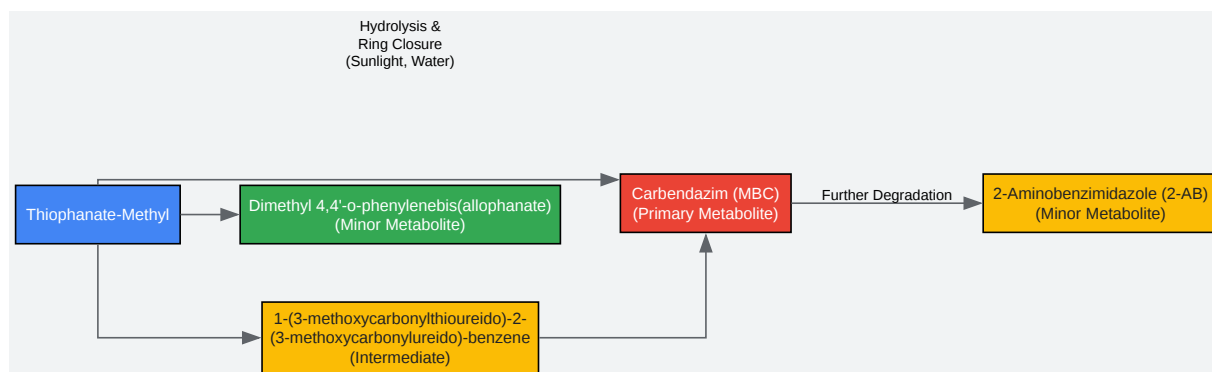 Hydrolysis &
Ring Closure
(Sunlight, Water)
Thiophanate-Methyl
Dimethyl 4,4'-o-phenylenebis(allophanate)
(Minor Metabolite)
Carbendazim (MBC)
(Primary Metabolite)
Further Degradation
2-Aminobenzimidazole (2-AB)
(Minor Metabolite)
1-(3-methoxycarbonylthioureido)-2-
(3-methoxycarbonylureido)-benzene
(Intermediate)